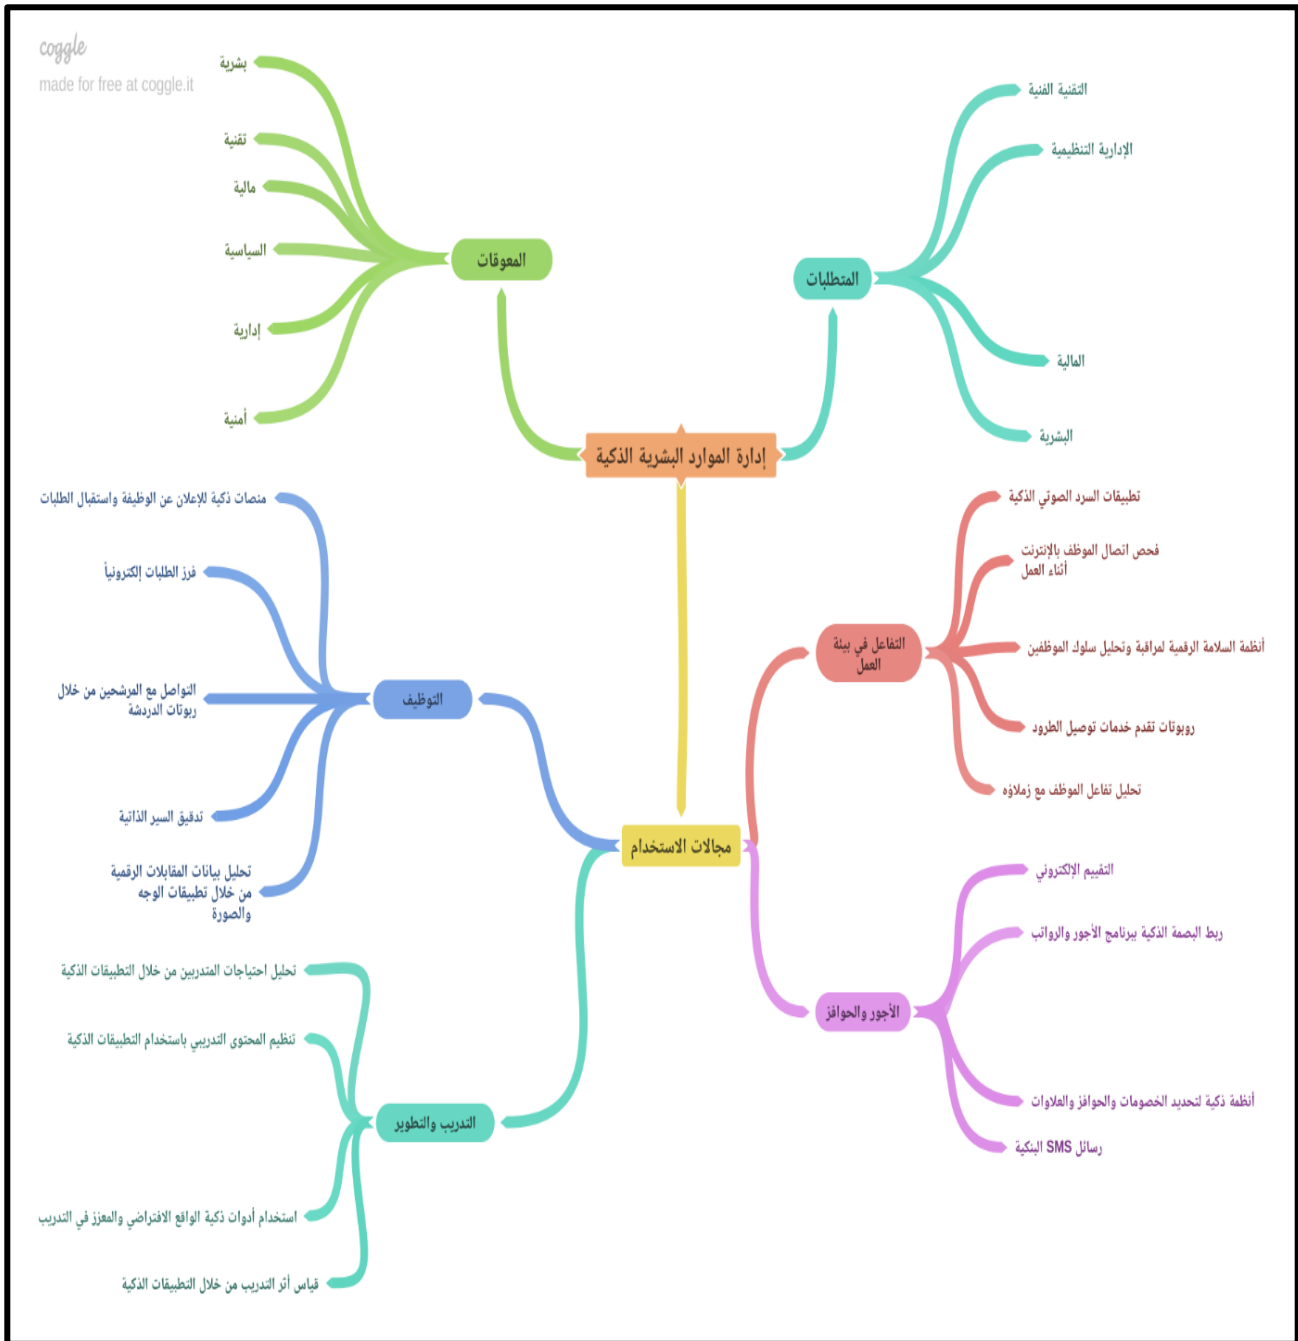 coggle
made for free at coggle.it
إدارة الموارد البشرية الذكية
المتطلبات
التقنية الفنية
الإدارية التنظيمية
المالية
البشرية
المعوقات
بشرية
تقنية
مالية
السياسية
إدارية
أمنية
مجالات الاستخدام
التفاعل في بيئة
العمل
تطبيقات السرد الصوتي الذكية
فحص اتصال الموظف بالإنترنت
أثناء العمل
أنظمة السلامة الرقمية لمراقبة وتحليل سلوك الموظفين
روبوتات تقدم خدمات توصيل الطرود
تحليل تفاعل الموظف مع زملاؤه
التوظيف
منصات ذكية للإعلان عن الوظيفة واستقبال الطلبات
فرز الطلبات إلكترونياً
التواصل مع المرشحين من خلال
ربوتات الدردشة
تدقيق السير الذاتية
تحليل بيانات المقابلات الرقمية
من خلال تطبيقات الوجه
والصورة
الأجور والحوافز
التقييم الإلكتروني
ربط البصمة الذكية ببرنامج الأجور والرواتب
أنظمة ذكية لتحديد الخصومات والحوافز والعلاوات
رسائل SMS البنكية
التدريب والتطوير
تحليل احتياجات المتدربين من خلال التطبيقات الذكية
تنظيم المحتوى التدريبي باستخدام التطبيقات الذكية
استخدام أدوات ذكية الواقع الافتراضي والمعزز في التدريب
قياس أثر التدريب من خلال التطبيقات الذكية